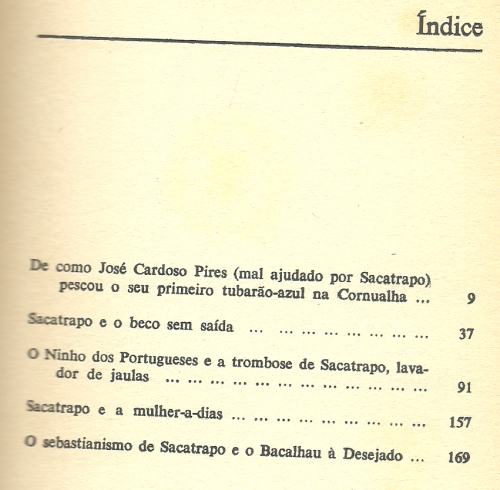 Índice
De como José Cardoso Pires (mal ajudado por Sacatrapo)
pescou o seu primeiro tubarão-azul na Cornualha ... 9
Sacatrapo e o beco sem saída ... ... ... ... ... ... ... ... 37
O Ninho dos Portugueses e a trombose de Sacatrapo, lava-
dor de jaulas ... ... ... ... ... ... ... ... ... ... ... ... 91
Sacatrapo e a mulher-a-dias ... ... ... ... ... ... ... ... ... 157
O sebastianismo de Sacatrapo e o Bacalhau à Desejado ... 169